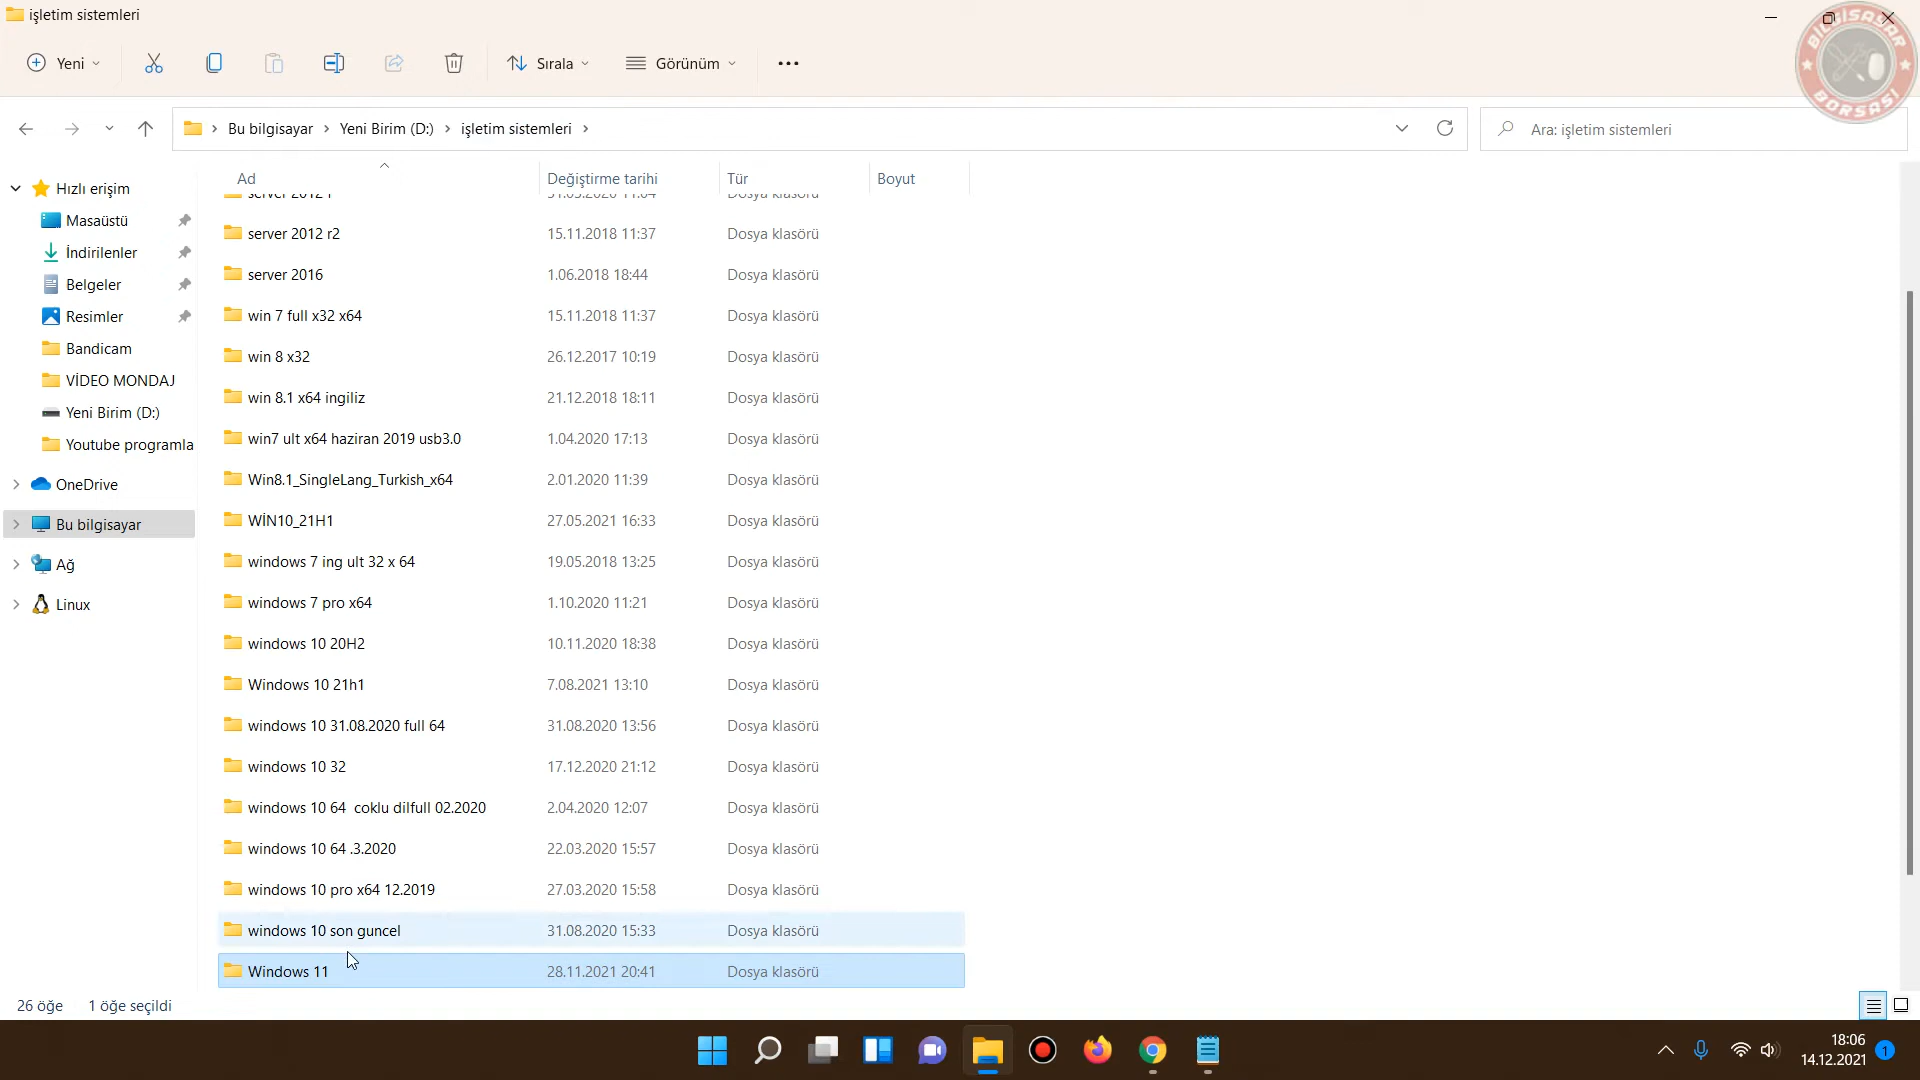 işletim sistemleri
Yeni
Sırala
Görünüm
BİLGİSAYAR
BORSASI
Bu bilgisayar
Yeni Birim (D:)
işletim sistemleri
Ara: işletim sistemleri
Hızlı erişim
Masaüstü
İndirilenler
Belgeler
Resimler
Bandicam
VİDEO MONDAJ
Yeni Birim (D:)
Youtube programla
OneDrive
Bu bilgisayar
Ağ
Linux
Ad Değiştirme tarihi Tür Boyut
server 2012 r2 15.11.2018 11:37 Dosya klasörü
server 2016 1.06.2018 18:44 Dosya klasörü
win 7 full x32 x64 15.11.2018 11:37 Dosya klasörü
win 8 x32 26.12.2017 10:19 Dosya klasörü
win 8.1 x64 ingiliz 21.12.2018 18:11 Dosya klasörü
win7 ult x64 haziran 2019 usb3.0 1.04.2020 17:13 Dosya klasörü
Win8.1_SingleLang_Turkish_x64 2.01.2020 11:39 Dosya klasörü
WİN10_21H1 27.05.2021 16:33 Dosya klasörü
windows 7 ing ult 32 x 64 19.05.2018 13:25 Dosya klasörü
windows 7 pro x64 1.10.2020 11:21 Dosya klasörü
windows 10 20H2 10.11.2020 18:38 Dosya klasörü
Windows 10 21h1 7.08.2021 13:10 Dosya klasörü
windows 10 31.08.2020 full 64 31.08.2020 13:56 Dosya klasörü
windows 10 32 17.12.2020 21:12 Dosya klasörü
windows 10 64  coklu dilfull 02.2020 2.04.2020 12:07 Dosya klasörü
windows 10 64 .3.2020 22.03.2020 15:57 Dosya klasörü
windows 10 pro x64 12.2019 27.03.2020 15:58 Dosya klasörü
windows 10 son guncel 31.08.2020 15:33 Dosya klasörü
Windows 11 28.11.2021 20:41 Dosya klasörü
26 öğe 1 öğe seçildi
18:06
14.12.2021
1